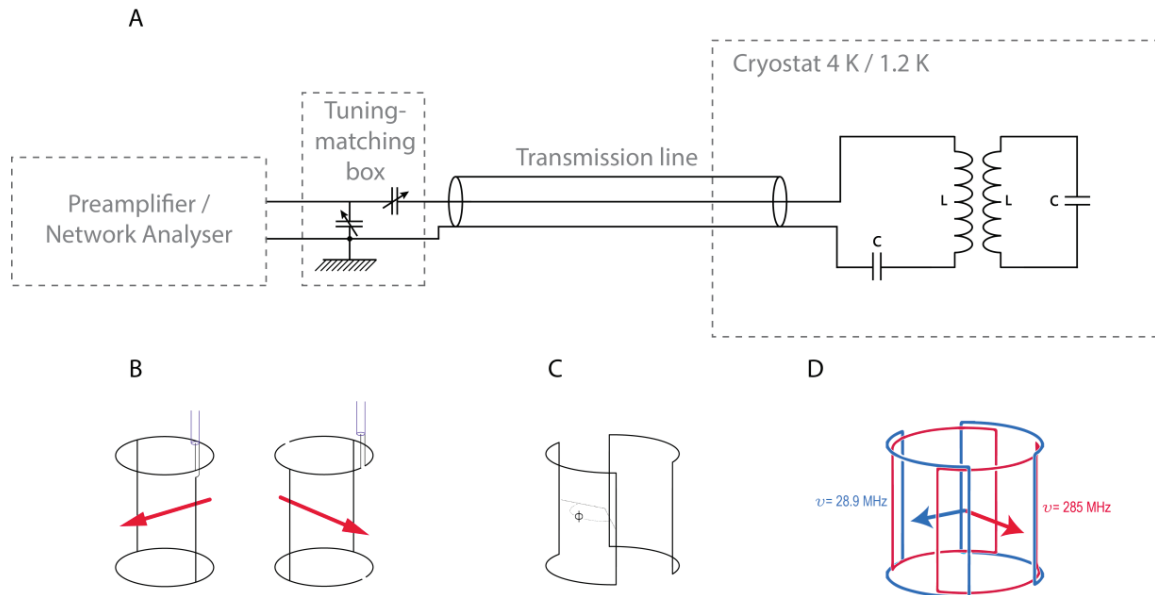 A
Cryostat 4 K / 1.2 K
Tuning-
matching
box
Transmission line
Preamplifier /
Network Analyser
L
L
C
C
B
C
D
ϕ
υ= 28.9 MHz
υ= 285 MHz